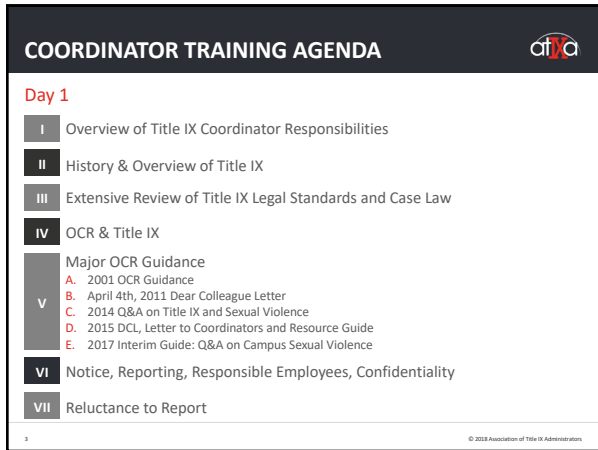 COORDINATOR TRAINING AGENDA
atIXa
Day 1
I Overview of Title IX Coordinator Responsibilities
II History & Overview of Title IX
III Extensive Review of Title IX Legal Standards and Case Law
IV OCR & Title IX
V Major OCR Guidance
A. 2001 OCR Guidance
B. April 4th, 2011 Dear Colleague Letter
C. 2014 Q&A on Title IX and Sexual Violence
D. 2015 DCL, Letter to Coordinators and Resource Guide
E. 2017 Interim Guide: Q&A on Campus Sexual Violence
VI Notice, Reporting, Responsible Employees, Confidentiality
VII Reluctance to Report
3 © 2018 Association of Title IX Administrators